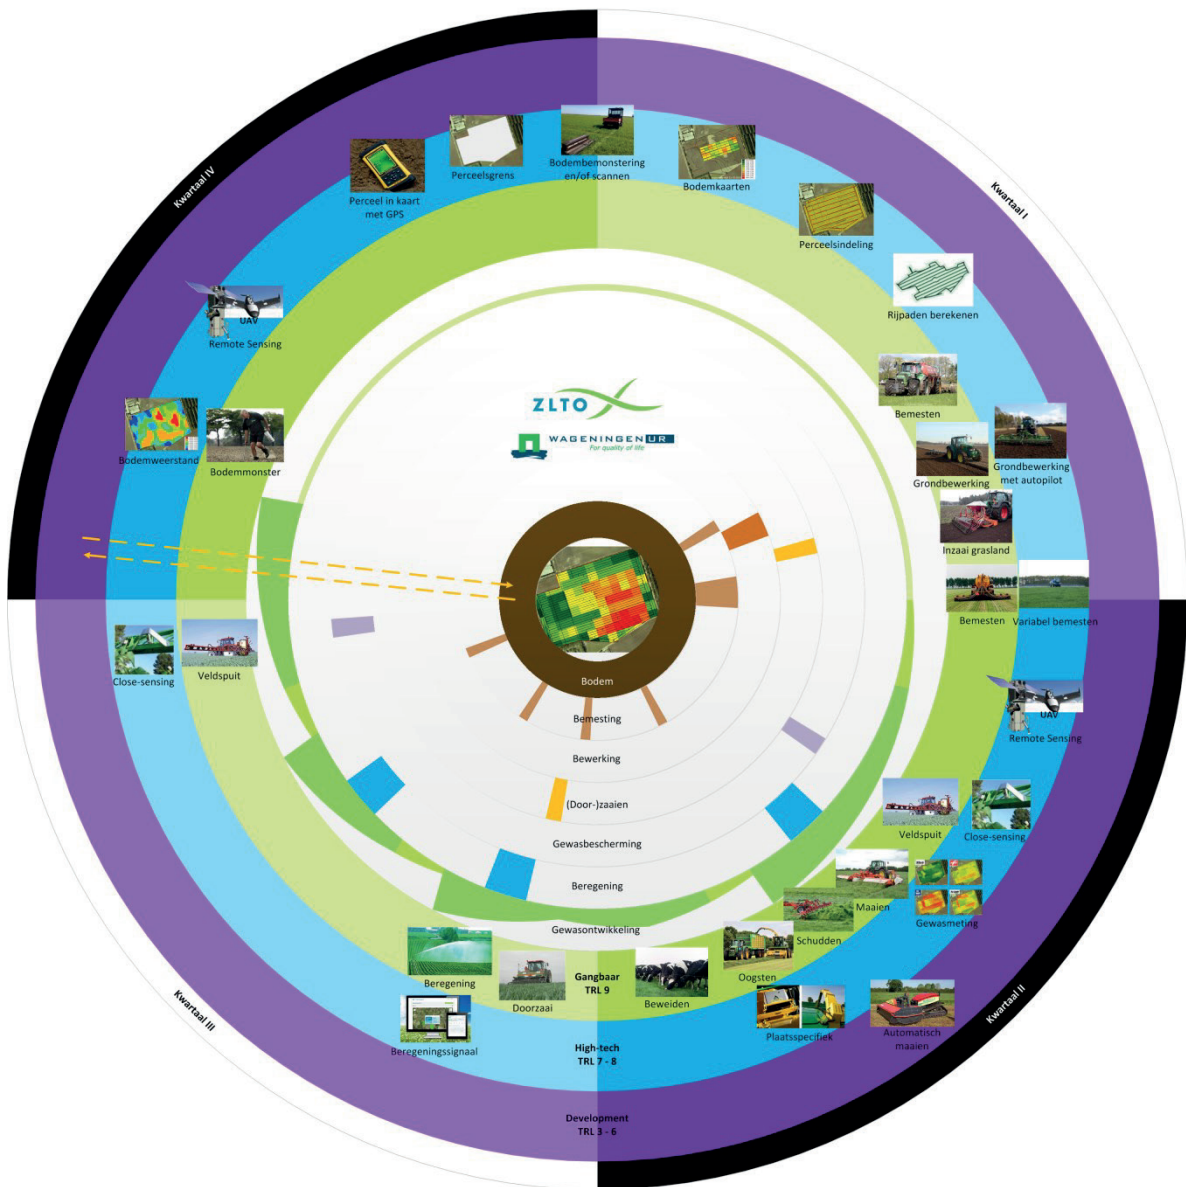 Kwartaal IV
Kwartaal I
Perceel in kaart
met GPS
Perceelsgrens
Bodembemonstering
en/of scannen
Bodemkaarten
Perceelsindeling
Rijpaden berekenen
UAV
Remote Sensing
Bodemweerstand
Bodemmonster
ZLTO
WAGENINGEN UR
For quality of life
Bemesten
Grondbewerking
Grondbewerking
met autopilot
Inzaai grasland
Bemesten
Variabel bemesten
Close-sensing
Veldspuit
UAV
Remote Sensing
Bodem
Bemesting
Bewerking
(Door-)zaaien
Gewasbescherming
Beregening
Gewasontwikkeling
Gangbaar
TRL 9
High-tech
TRL 7 - 8
Development
TRL 3 - 6
Veldspuit
Close-sensing
Maaien
Gewasmeting
Schudden
Oogsten
Beweiden
Plaatsspecifiek
Automatisch
maaien
Beregening
Doorzaai
Beregeningssignaal
Kwartaal III
Kwartaal II